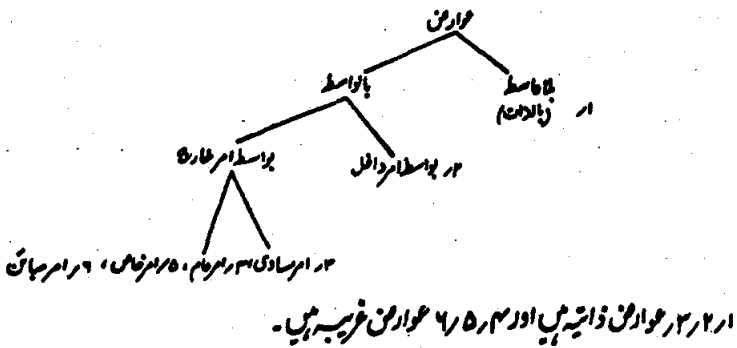 عوارض
بلاواسطہ بالواسطہ
۱؍ (بالذات)
۲؍ بواسطہ امر داخل بواسطہ امر خارج
۳؍ امر مساوی، ۴؍ امر عام، ۵؍ امر خاص، ۶؍ امر مباین
۱؍۲؍۳؍ عوارض ذاتیہ ہیں اور ۴؍۵؍۶ عوارض غریبہ ہیں۔